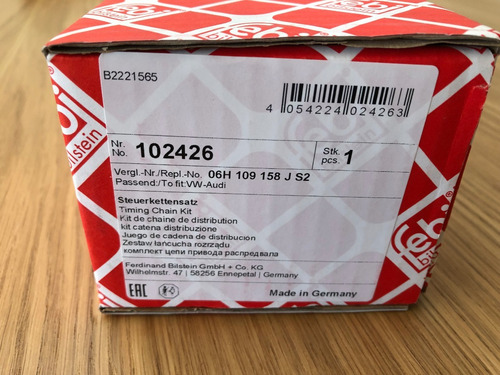 B2221565
4 054224 024263
Nr.
No. 102426
Stk.
pcs. 1
Vergl.-Nr./Repl.-No. 06H 109 158 J S2
Passend:/To fit:VW-Audi
Steuerkettensatz
Timing Chain Kit
Kit de chaîne de distribution
kit catena distribuzione
Juego de cadena de distribución
Zestaw łańcucha rozrządu
комплект цепи привода распредвала
Ferdinand Bilstein GmbH + Co. KG
Wilhelmstr. 47 | 58256 Ennepetal | Germany
EAC
Made in Germany
febi
bilstein